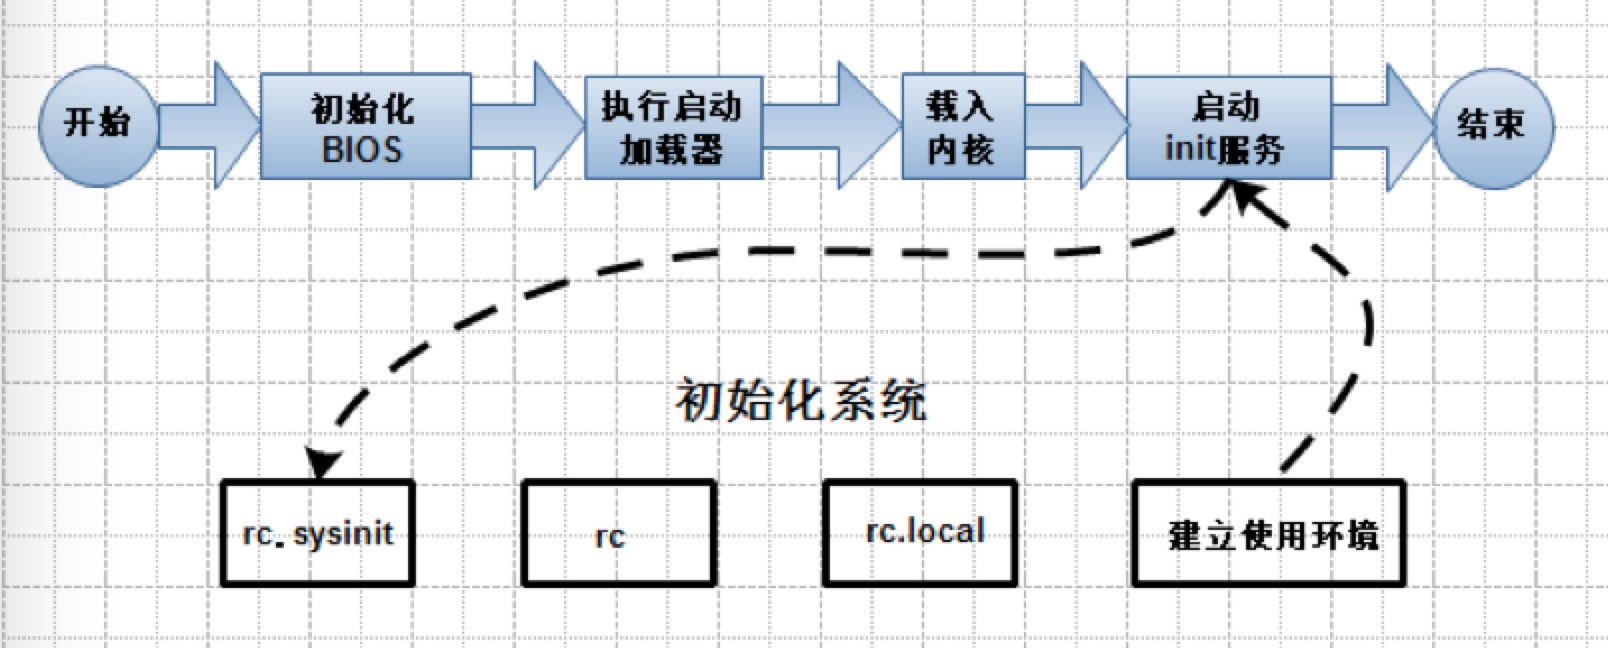 开始
初始化
BIOS
执行启动
加载器
载入
内核
启动
init服务
结束
初始化系统
rc. sysinit
rc
rc.local
建立使用环境